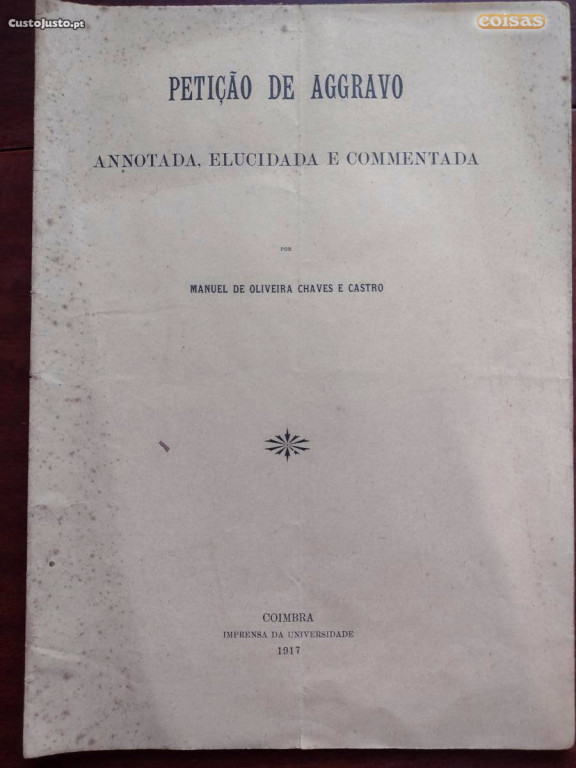 CustoJusto.pt
coisas
PETIÇÃO DE AGGRAVO
ANNOTADA, ELUCIDADA E COMMENTADA
POR
MANUEL DE OLIVEIRA CHAVES E CASTRO
COIMBRA
IMPRENSA DA UNIVERSIDADE
1917